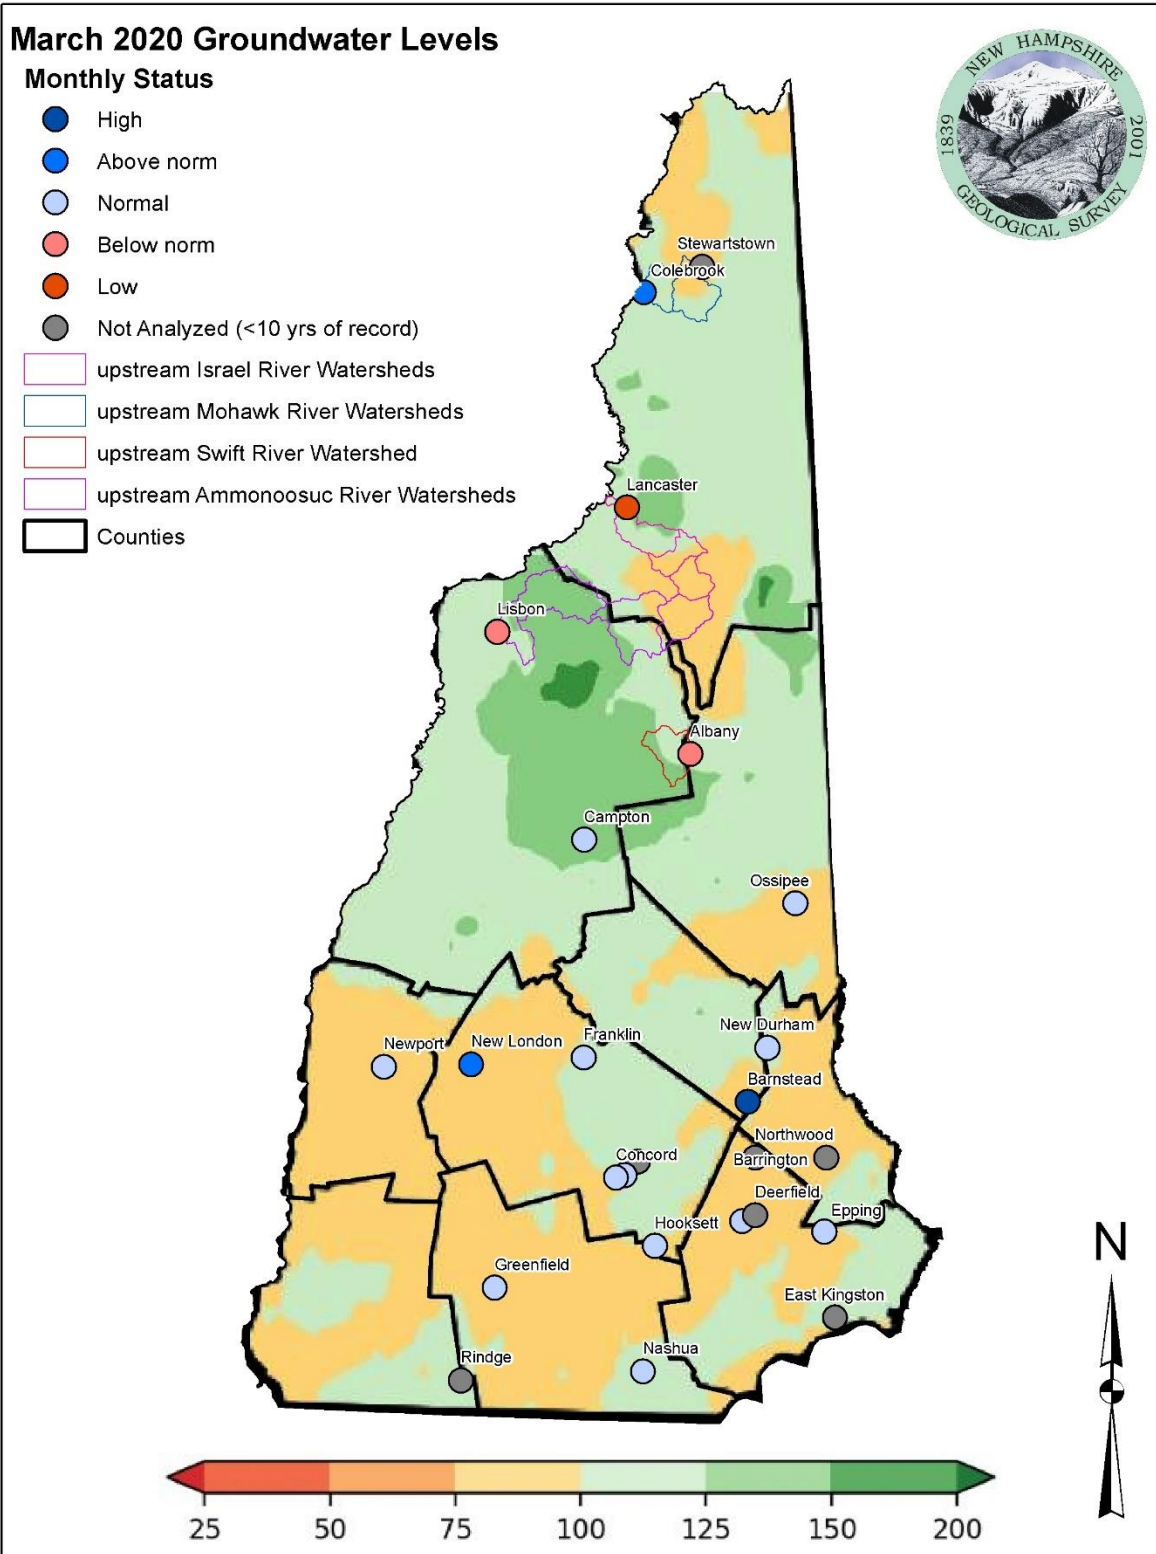 March 2020 Groundwater Levels
Monthly Status
High
Above norm
Normal
Below norm
Low
Not Analyzed (<10 yrs of record)
upstream Israel River Watersheds
upstream Mohawk River Watersheds
upstream Swift River Watershed
upstream Ammonoosuc River Watersheds
Counties
NEW HAMPSHIRE
1839
2001
GEOLOGICAL SURVEY
Stewartstown
Colebrook
Lancaster
Lisbon
Albany
Campton
Ossipee
New Durham
Franklin
New London
Newport
Barnstead
Northwood
Concord
Barrington
Deerfield
Epping
Hooksett
Greenfield
East Kingston
Nashua
Rindge
N
25 50 75 100 125 150 200